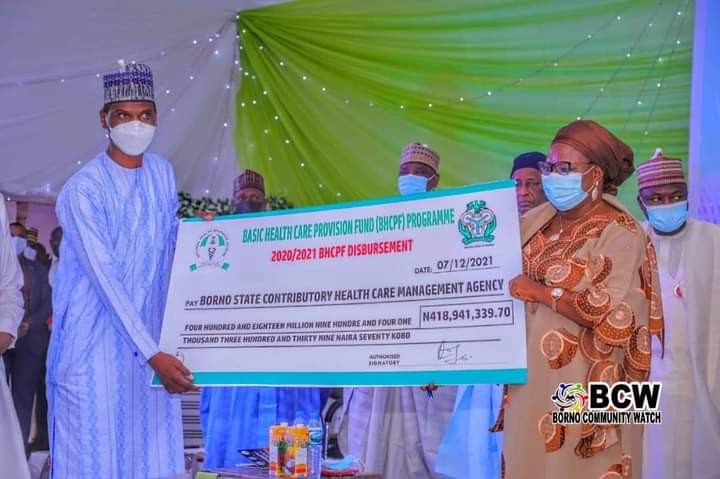 BASIC HEALTH CARE PROVISION FUND (BHCPF) PROGRAMME
2020/2021 BHCPF DISBURSEMENT
DATE: 07/12/2021
PAY BORNO STATE CONTRIBUTORY HEALTH CARE MANAGEMENT AGENCY
FOUR HUNDRED AND EIGHTEEN MILLION NINE HUNDRE AND FOUR ONE
THOUSAND THREE HUNDRED AND THIRTY NINE NAIRA SEVENTY KOBO
N418,941,339.70
AUTHORISED
SIGNATORY
BCW
BORNO COMMUNITY WATCH